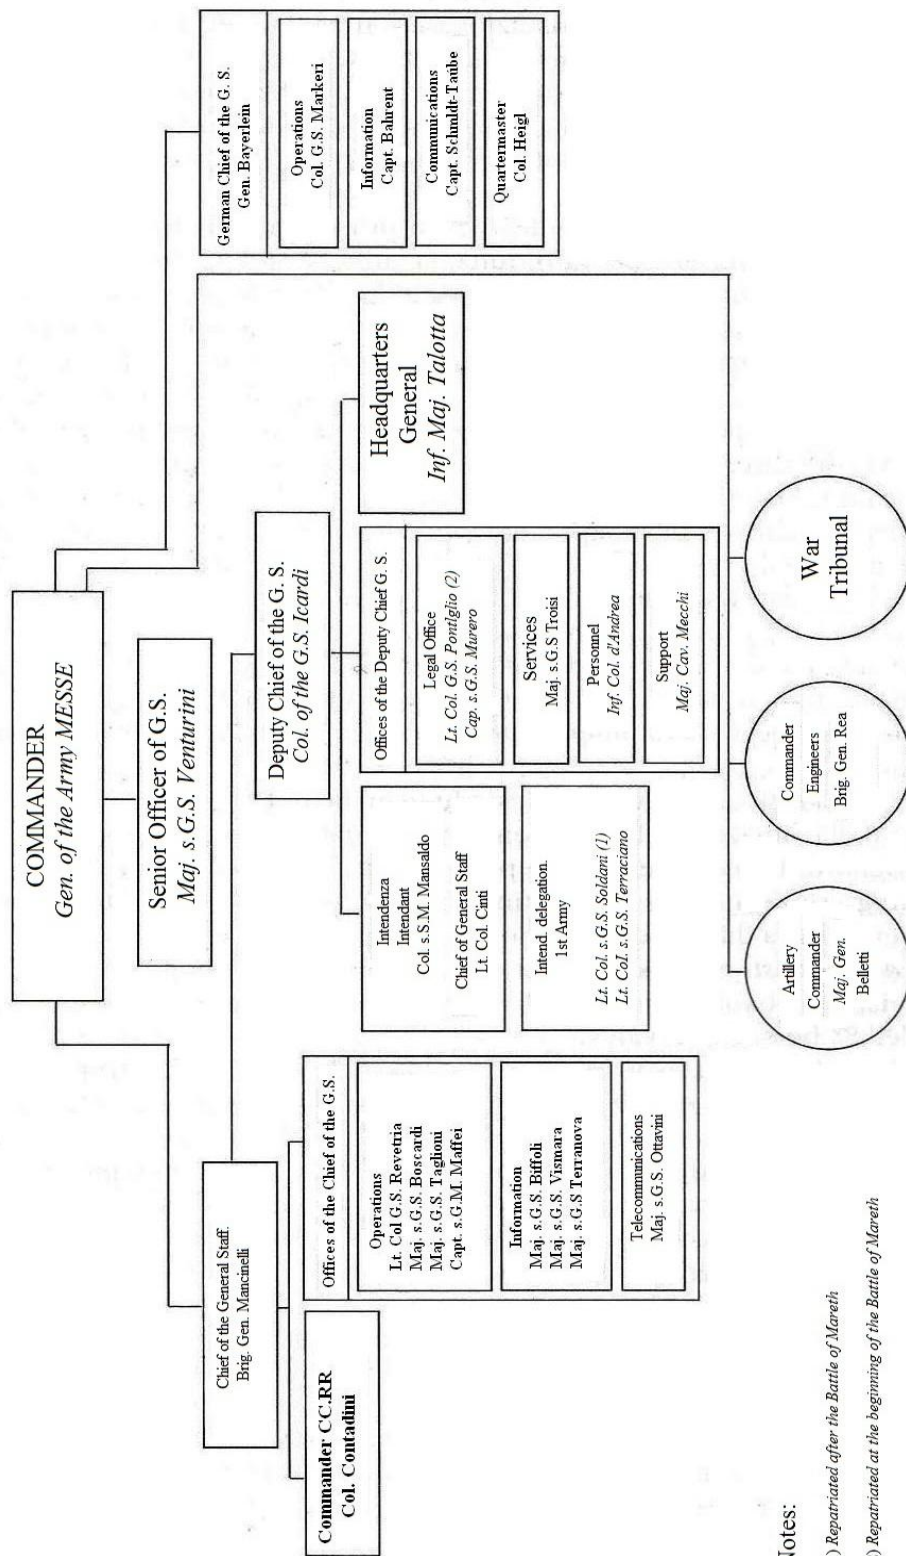 COMMANDER
Gen. of the Army MESSE
Senior Officer of G.S.
Maj. s.G.S. Venturini
Chief of the General Staff.
Brig. Gen. Mancinelli
Commander CC.RR
Col. Contadini
Offices of the Chief of the G.S.
Operations
Lt. Col G.S. Revetria
Maj. s.G.S. Boscardi
Maj. s.G.S. Taglioni
Capt. s.G.M. Maffei
Information
Maj. s.G.S. Biffoli
Maj. s.G.S. Vismara
Maj. s.G.S Terranova
Telecommunications
Maj. s.G.S. Ottavini
Deputy Chief of the G. S.
Col. of the G.S. Icardi
Intendenza
Intendant
Col. s.S.M. Mansaldo
Chief of General Staff
Lt. Col. Cinti
Intend. delegation.
1st Army
Lt. Col. s.G.S. Soldani (1)
Lt. Col. s.G.S. Terraciano
Offices of the Deputy Chief G. S.
Legal Office
Lt. Col. G.S. Pontiglio (2)
Cap. s.G.S. Murero
Services
Maj. s.G.S Troisi
Personnel
Inf. Col. d'Andrea
Support
Maj. Cav. Mecchi
Headquarters
General
Inf. Maj. Talotta
German Chief of the G. S.
Gen. Bayerlein
Operations
Col. G.S. Markeri
Information
Capt. Bahrent
Communications
Capt. Schmldt-Taübe
Quartermaster
Col. Heigl
Artillery
Commander
Maj. Gen.
Belletti
Commander
Engineers
Brig. Gen. Rea
War
Tribunal
Notes:
) Repatriated after the Battle of Mareth
) Repatriated at the beginning of the Battle of Mareth